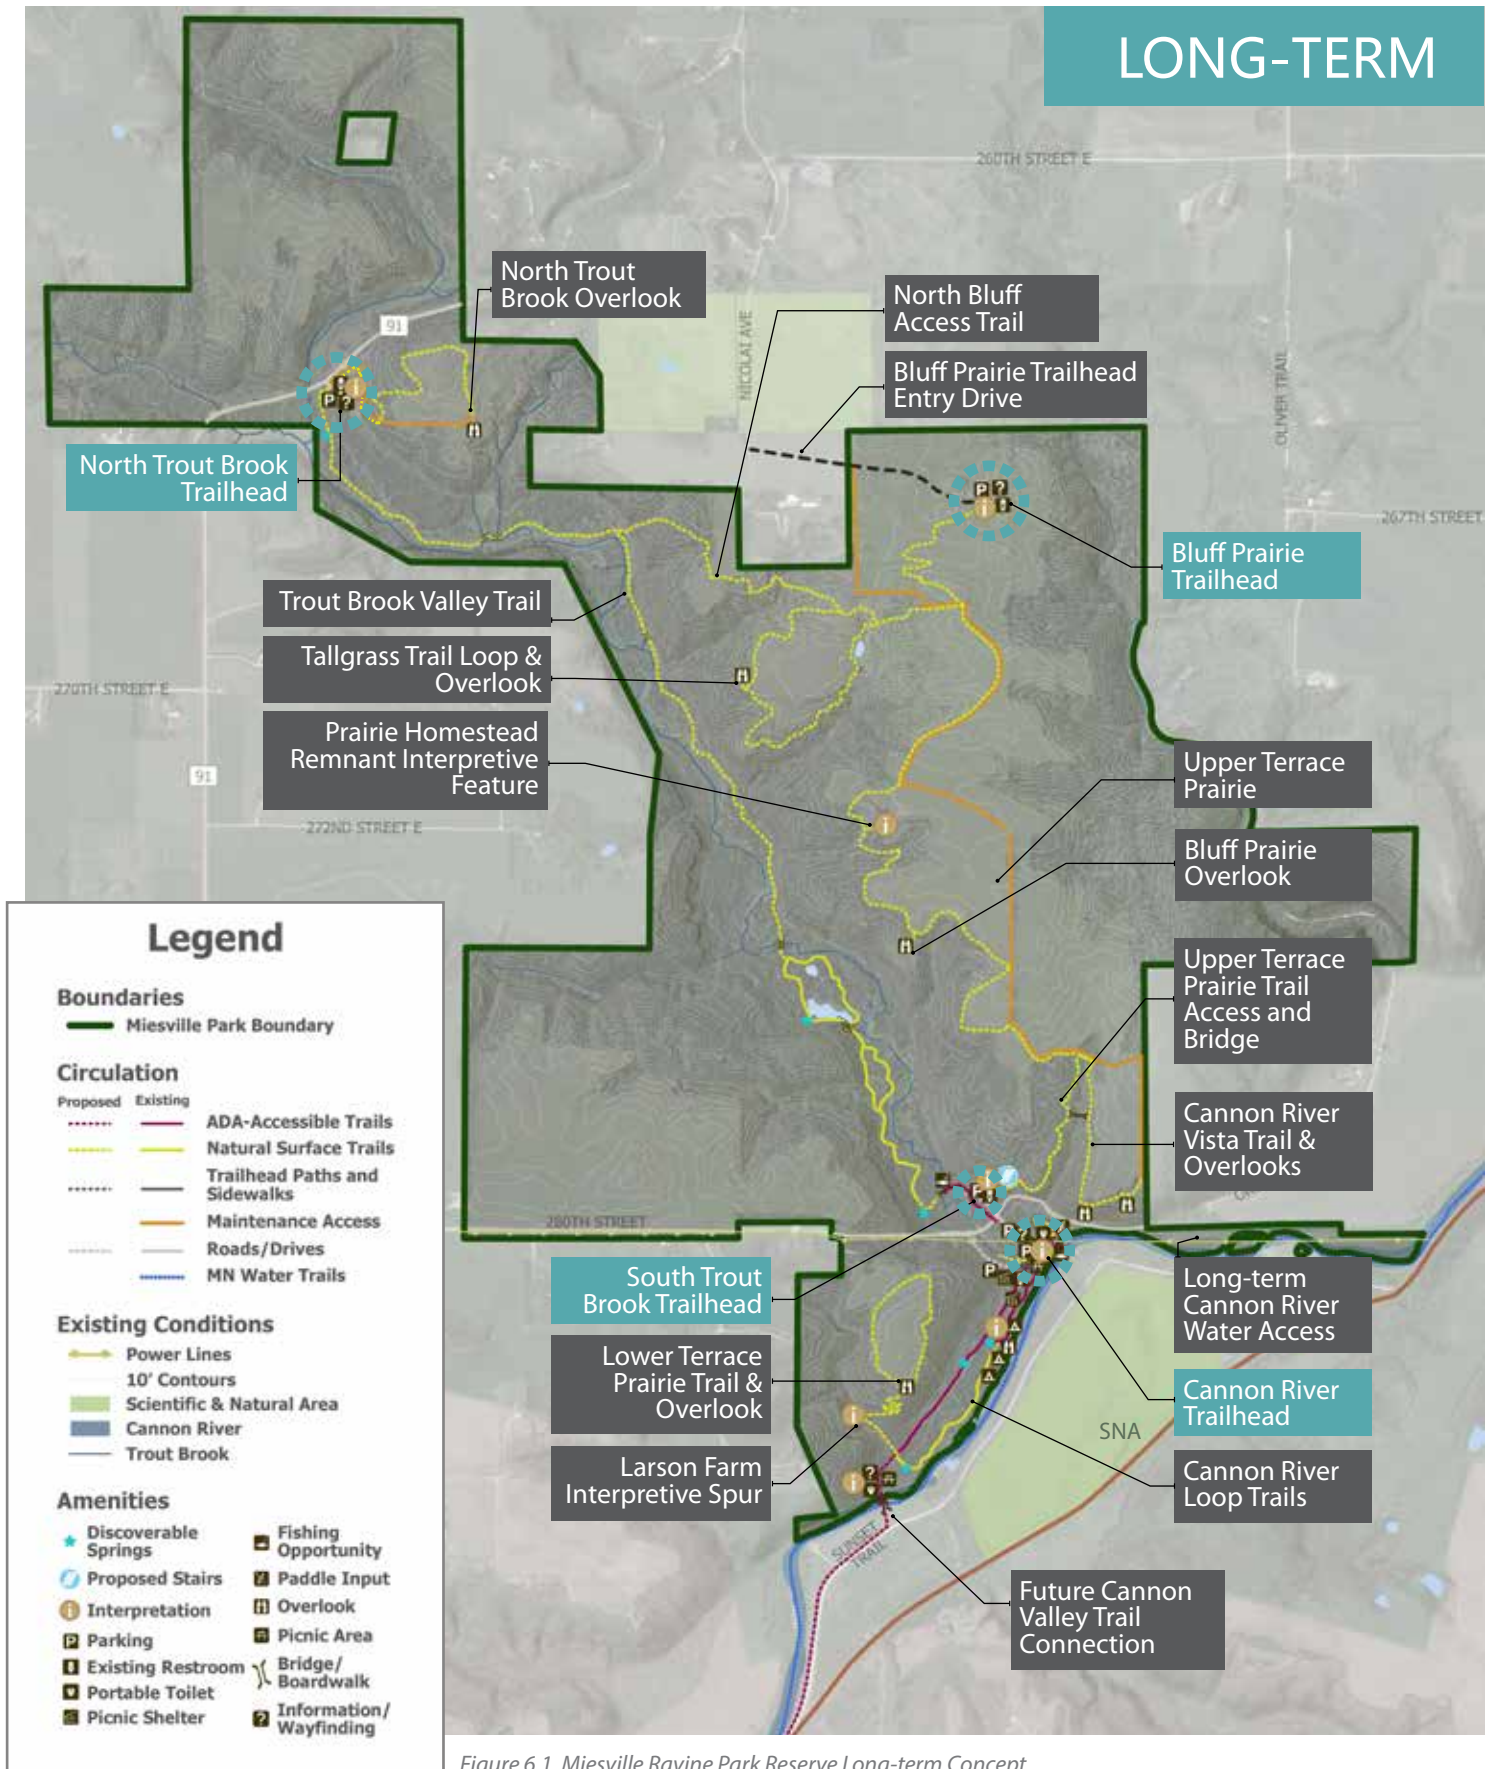 LONG-TERM
260TH STREET E
North Trout
Brook Overlook
North Bluff
Access Trail
91
NICOLAI AVE
Bluff Prairie Trailhead
Entry Drive
OLIVER TRAIL
North Trout Brook
Trailhead
267TH STREET
Bluff Prairie
Trailhead
Trout Brook Valley Trail
Tallgrass Trail Loop &
Overlook
270TH STREET E
Prairie Homestead
Remnant Interpretive
Feature
91
272ND STREET E
Upper Terrace
Prairie
Bluff Prairie
Overlook
Upper Terrace
Prairie Trail
Access and
Bridge
Cannon River
Vista Trail &
Overlooks
280TH STREET
South Trout
Brook Trailhead
Long-term
Cannon River
Water Access
Lower Terrace
Prairie Trail &
Overlook
Cannon River
Trailhead
SNA
Larson Farm
Interpretive Spur
Cannon River
Loop Trails
SUNSET
TRAIL
Future Cannon
Valley Trail
Connection
Legend
Boundaries
Miesville Park Boundary
Circulation
Proposed Existing
ADA-Accessible Trails
Natural Surface Trails
Trailhead Paths and
Sidewalks
Maintenance Access
Roads/Drives
MN Water Trails
Existing Conditions
Power Lines
10' Contours
Scientific & Natural Area
Cannon River
Trout Brook
Amenities
Discoverable
Springs
Proposed Stairs
Interpretation
Parking
Existing Restroom
Portable Toilet
Picnic Shelter
Fishing
Opportunity
Paddle Input
Overlook
Picnic Area
Bridge/
Boardwalk
Information/
Wayfinding
Figure 6.1 Miesville Ravine Park Reserve Long-term Concept